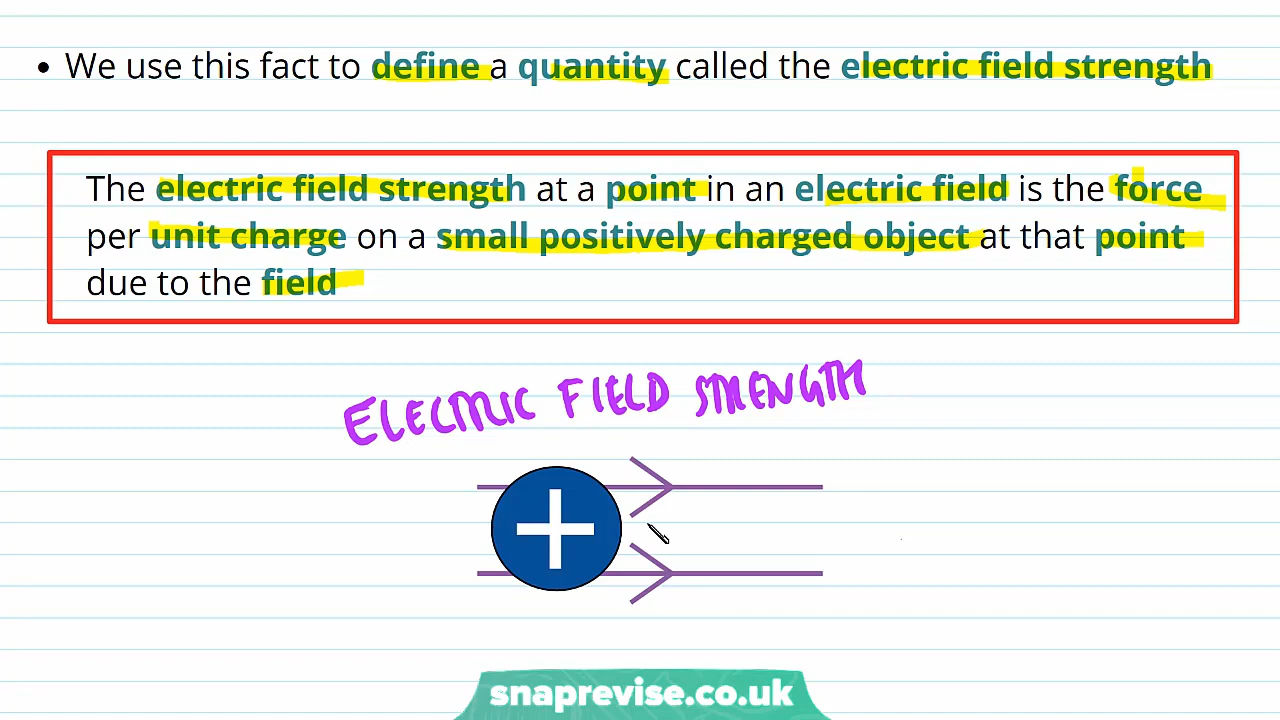 • We use this fact to define a quantity called the electric field strength
The electric field strength at a point in an electric field is the force
per unit charge on a small positively charged object at that point
due to the field
ELECTRIC FIELD STRENGTH
snaprevise.co.uk